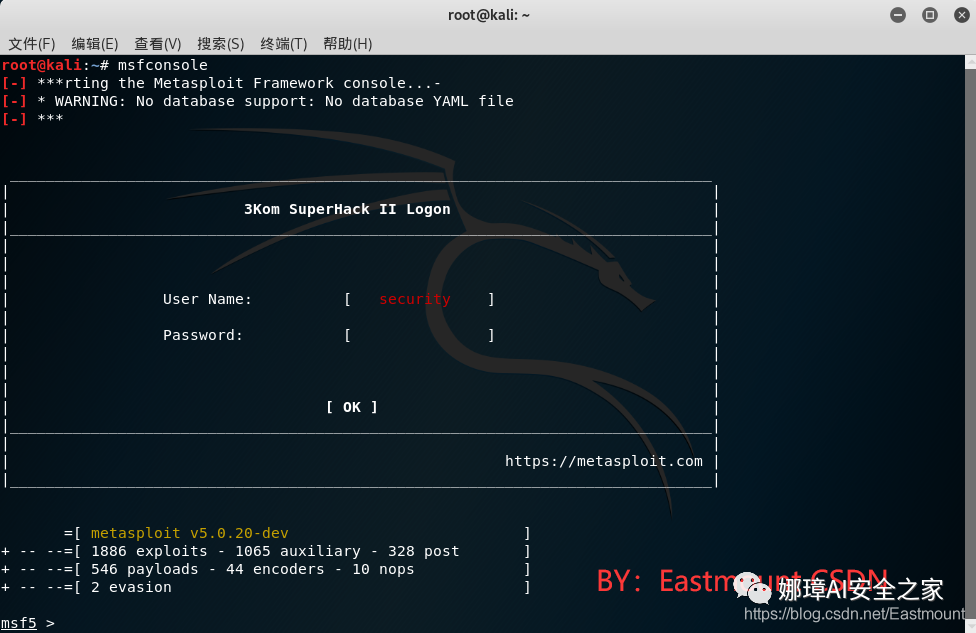 root@kali: ~
文件(F) 编辑(E) 查看(V) 搜索(S) 终端(T) 帮助(H)
root@kali:~# msfconsole
[-] ***rting the Metasploit Framework console...-
[-] * WARNING: No database support: No database YAML file
[-] ***
3Kom SuperHack II Logon
User Name: [ security ]
Password: [ ]
[ OK ]
https://metasploit.com
=[ metasploit v5.0.20-dev ]
+ -- --=[ 1886 exploits - 1065 auxiliary - 328 post ]
+ -- --=[ 546 payloads - 44 encoders - 10 nops ]
+ -- --=[ 2 evasion ]
BY: Eastmount CSDN
娜璋AI安全之家
https://blog.csdn.net/Eastmount
msf5 >